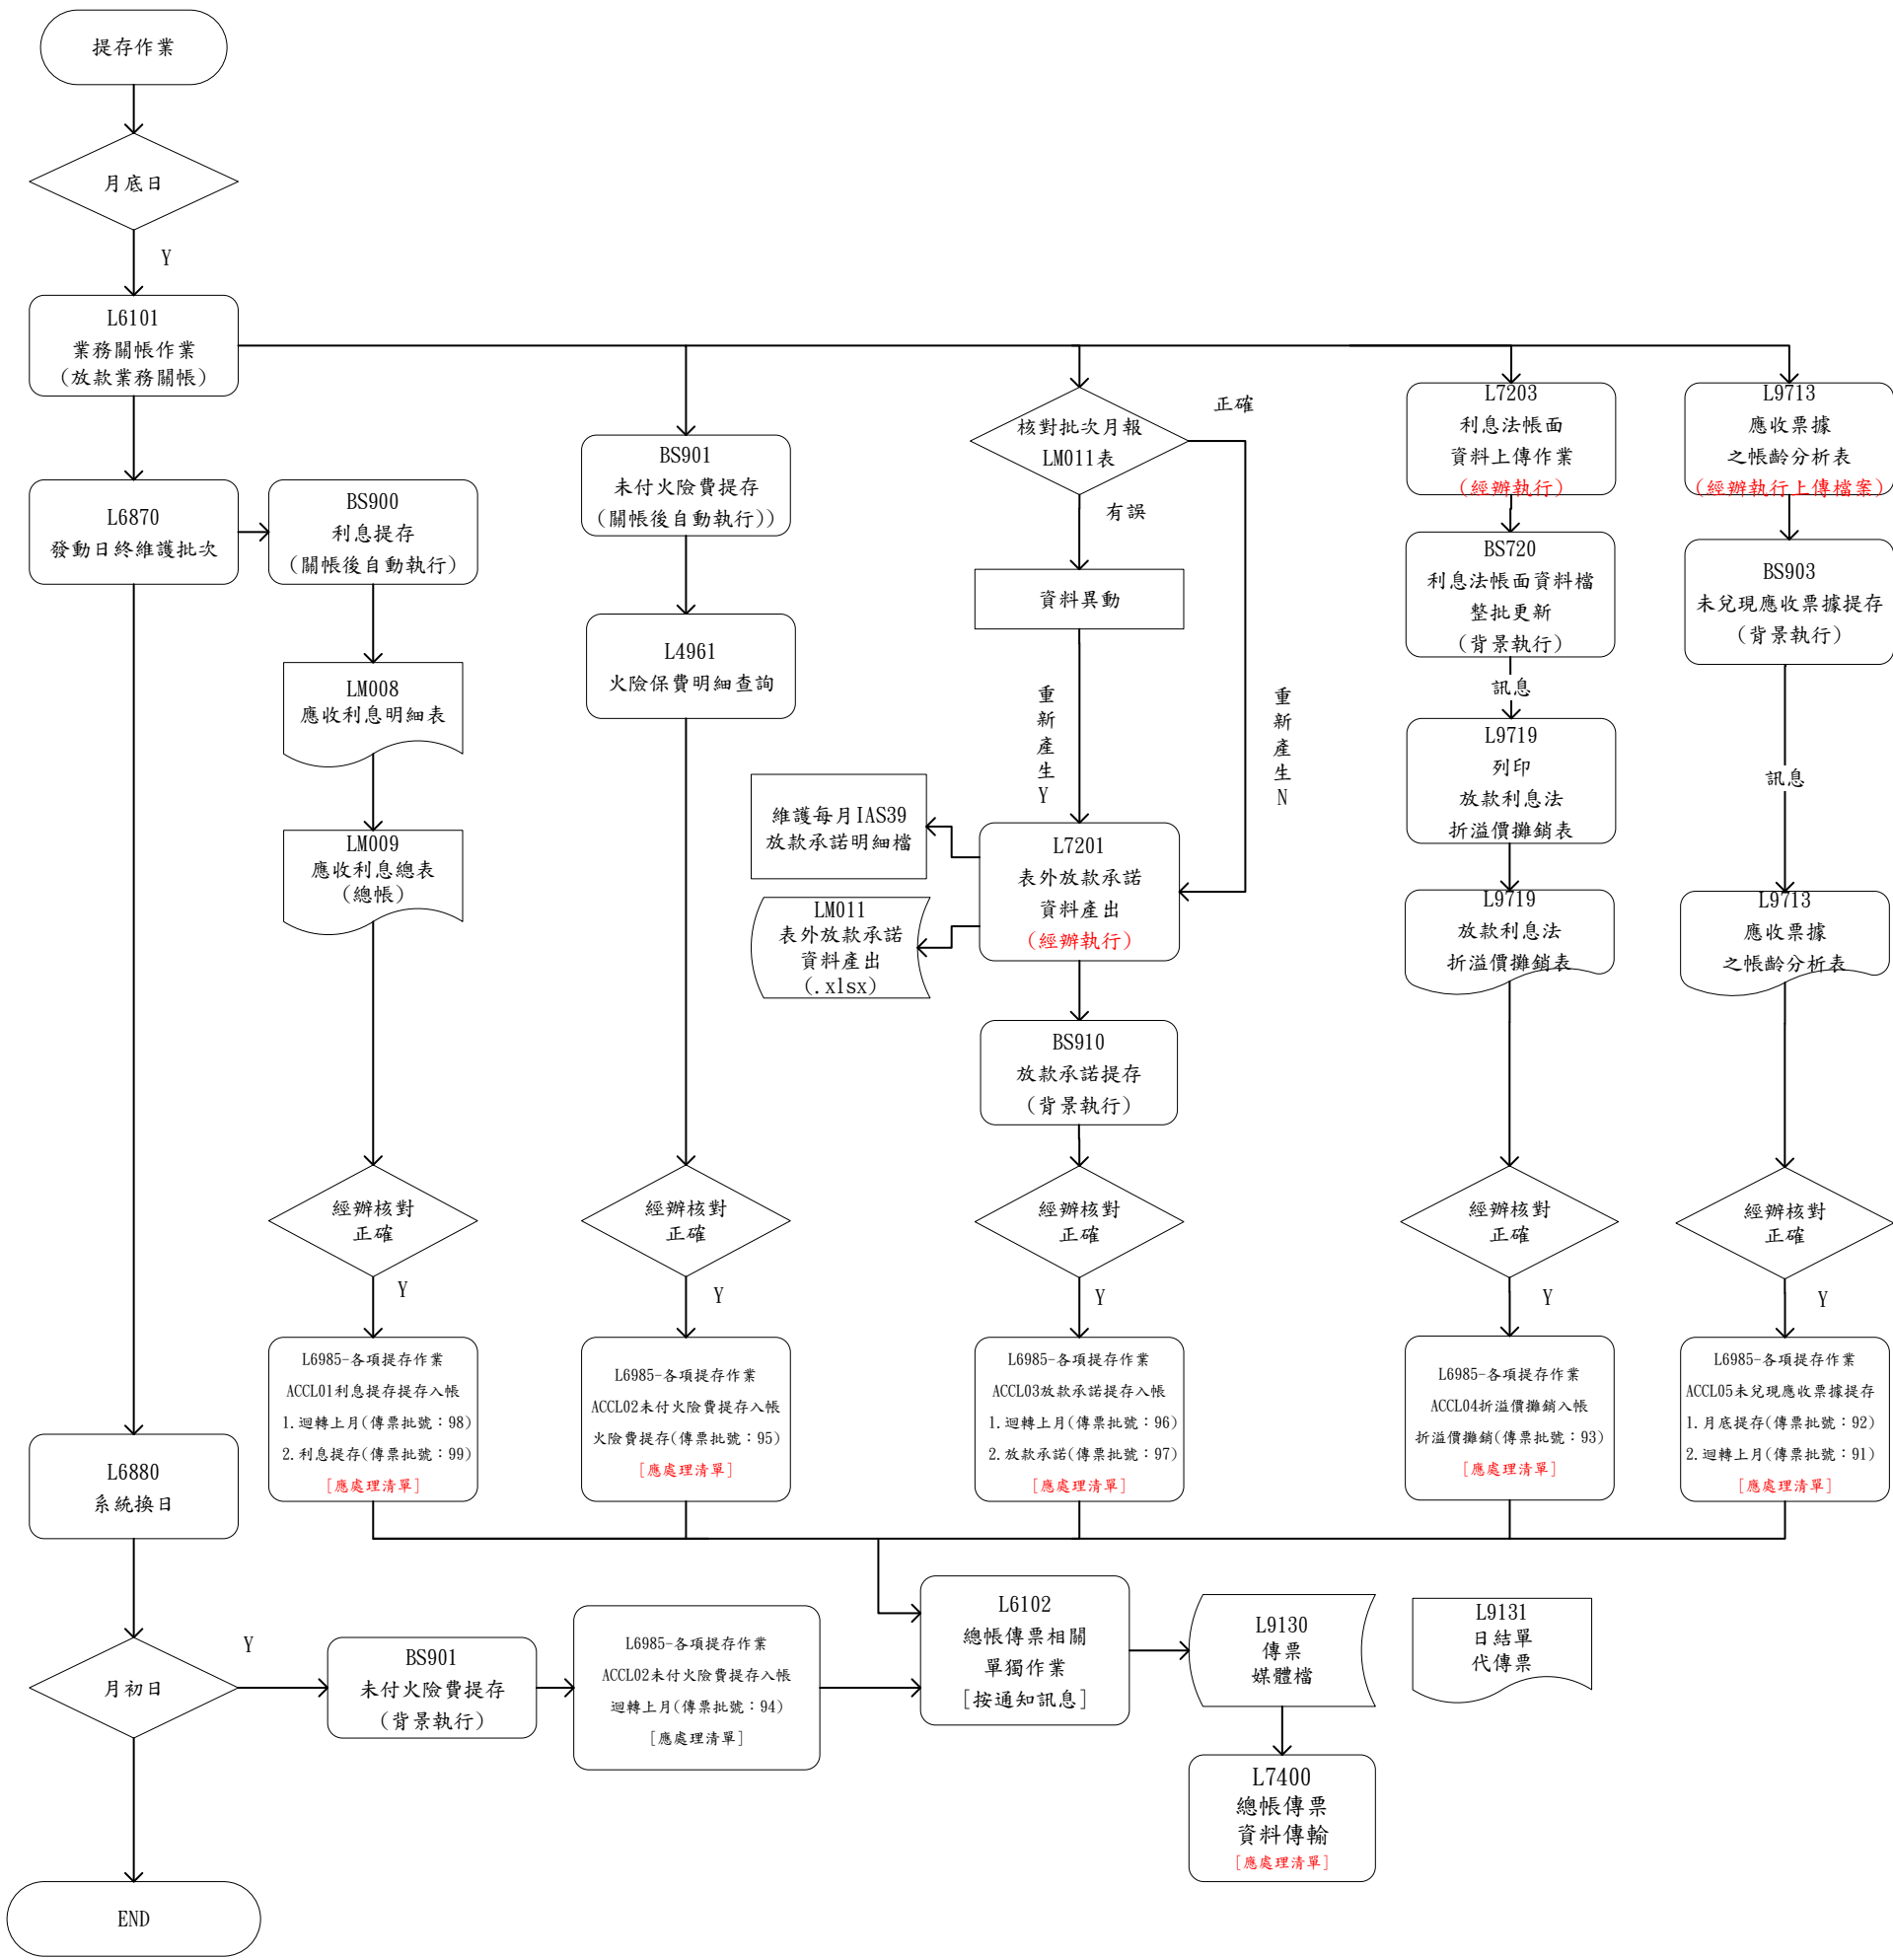 提存作業
月底日
Y
L6101
業務關帳作業
(放款業務關帳)
L6870
發動日終維護批次
BS900
利息提存
(關帳後自動執行)
LM008
應收利息明細表
LM009
應收利息總表
(總帳)
經辦核對
正確
Y
L6985-各項提存作業
ACCL01利息提存提存入帳
1.迴轉上月(傳票批號：98)
2.利息提存(傳票批號：99)
[應處理清單]
BS901
未付火險費提存
(關帳後自動執行))
L4961
火險保費明細查詢
經辦核對
正確
Y
L6985-各項提存作業
ACCL02未付火險費提存入帳
火險費提存(傳票批號：95)
[應處理清單]
核對批次月報
LM011表
正確
有誤
資料異動
重新產生Y
重新產生N
維護每月IAS39
放款承諾明細檔
L7201
表外放款承諾
資料產出
(經辦執行)
LM011
表外放款承諾
資料產出
(.xlsx)
BS910
放款承諾提存
(背景執行)
經辦核對
正確
Y
L6985-各項提存作業
ACCL03放款承諾提存入帳
1.迴轉上月(傳票批號：96)
2.放款承諾(傳票批號：97)
[應處理清單]
L7203
利息法帳面
資料上傳作業
(經辦執行)
BS720
利息法帳面資料檔
整批更新
(背景執行)
訊息
L9719
列印
放款利息法
折溢價攤銷表
L9719
放款利息法
折溢價攤銷表
經辦核對
正確
Y
L6985-各項提存作業
ACCL04折溢價攤銷入帳
折溢價攤銷(傳票批號：93)
[應處理清單]
L9713
應收票據
之帳齡分析表
(經辦執行上傳檔案)
BS903
未兌現應收票據提存
(背景執行)
訊息
L9713
應收票據
之帳齡分析表
經辦核對
正確
Y
L6985-各項提存作業
ACCL05未兌現應收票據提存
1.月底提存(傳票批號：92)
2.迴轉上月(傳票批號：91)
[應處理清單]
L6880
系統換日
月初日
Y
BS901
未付火險費提存
(背景執行)
L6985-各項提存作業
ACCL02未付火險費提存入帳
迴轉上月(傳票批號：94)
[應處理清單]
L6102
總帳傳票相關
單獨作業
[按通知訊息]
L9130
傳票
媒體檔
L9131
日結單
代傳票
L7400
總帳傳票
資料傳輸
[應處理清單]
END